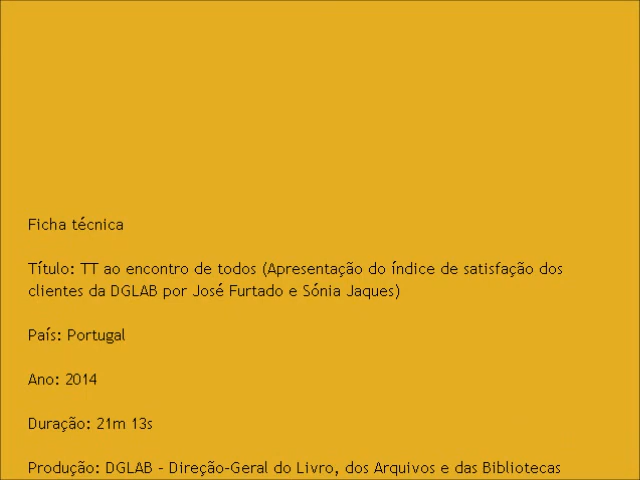 Ficha técnica
Título: TT ao encontro de todos (Apresentação do índice de satisfação dos
clientes da DGLAB por José Furtado e Sónia Jaques)
País: Portugal
Ano: 2014
Duração: 21m 13s
Produção: DGLAB - Direção-Geral do Livro, dos Arquivos e das Bibliotecas